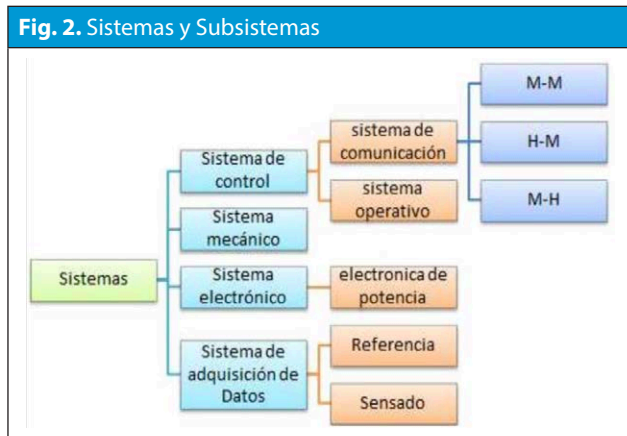 Fig. 2. Sistemas y Subsistemas
Sistemas
Sistema de
control
sistema de
comunicación
M-M
H-M
M-H
sistema
operativo
Sistema
mecánico
Sistema
electrónico
electronica de
potencia
Sistema de
adquisición de
Datos
Referencia
Sensado